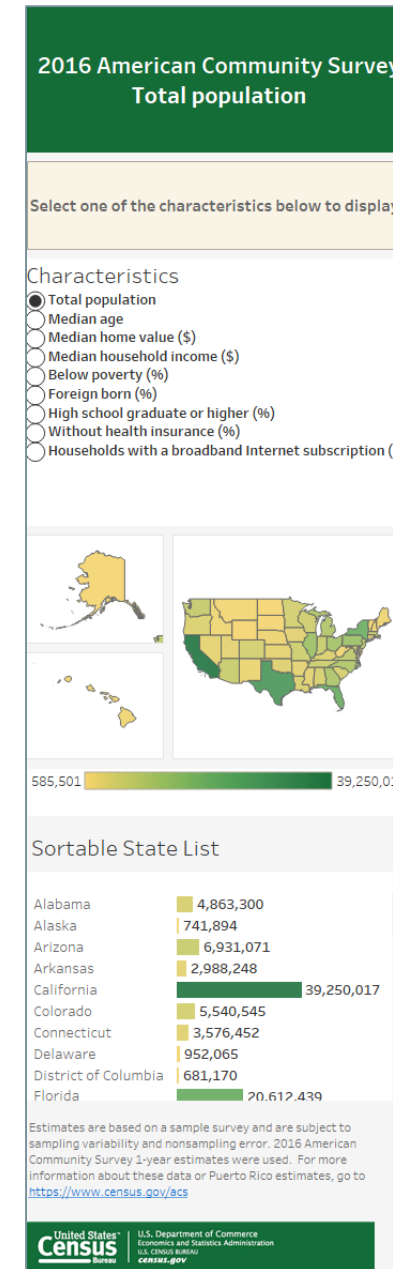 2016 American Community Survey
Total population
Select one of the characteristics below to display
Characteristics
Total population
Median age
Median home value ($)
Median household income ($)
Below poverty (%)
Foreign born (%)
High school graduate or higher (%)
Without health insurance (%)
Households with a broadband Internet subscription (
585,501
39,250,01
Sortable State List
Alabama 4,863,300
Alaska 741,894
Arizona 6,931,071
Arkansas 2,988,248
California 39,250,017
Colorado 5,540,545
Connecticut 3,576,452
Delaware 952,065
District of Columbia 681,170
Florida 20,612,439
Estimates are based on a sample survey and are subject to
sampling variability and nonsampling error. 2016 American
Community Survey 1-year estimates were used. For more
information about these data or Puerto Rico estimates, go to
https://www.census.gov/acs
United States®
Census
Bureau
U.S. Department of Commerce
Economics and Statistics Administration
U.S. CENSUS BUREAU
census.gov